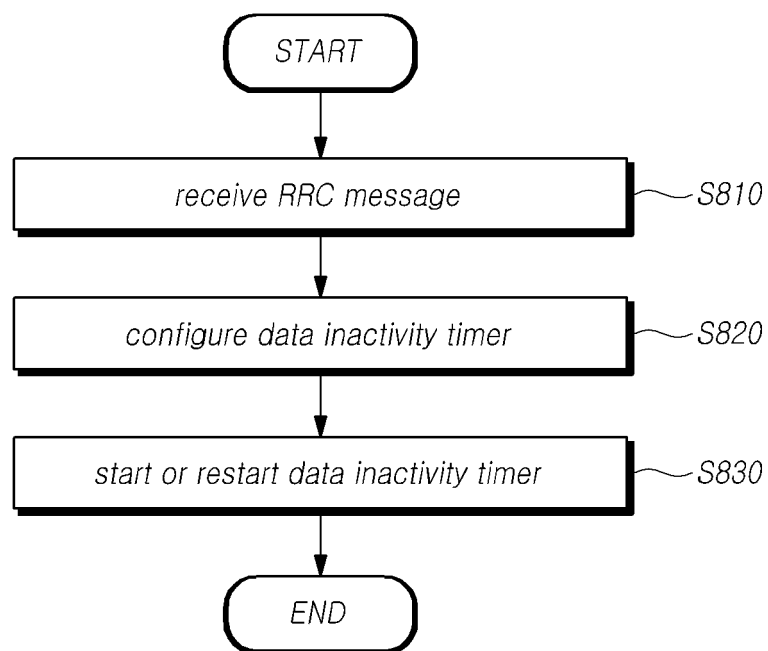 START
receive RRC message
S810
configure data inactivity timer
S820
start or restart data inactivity timer
S830
END